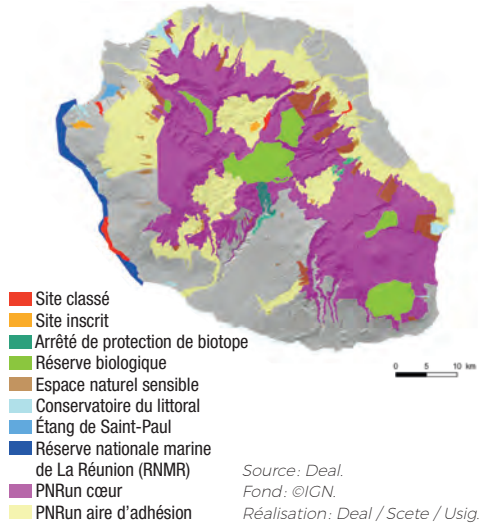 0 5 10 km
Site classé
Site inscrit
Arrêté de protection de biotope
Réserve biologique
Espace naturel sensible
Conservatoire du littoral
Étang de Saint-Paul
Réserve nationale marine
de La Réunion (RNMR)
PNRun cœur
PNRun aire d'adhésion
Source: Deal.
Fond: ©IGN.
Réalisation: Deal / Scete / Usig.